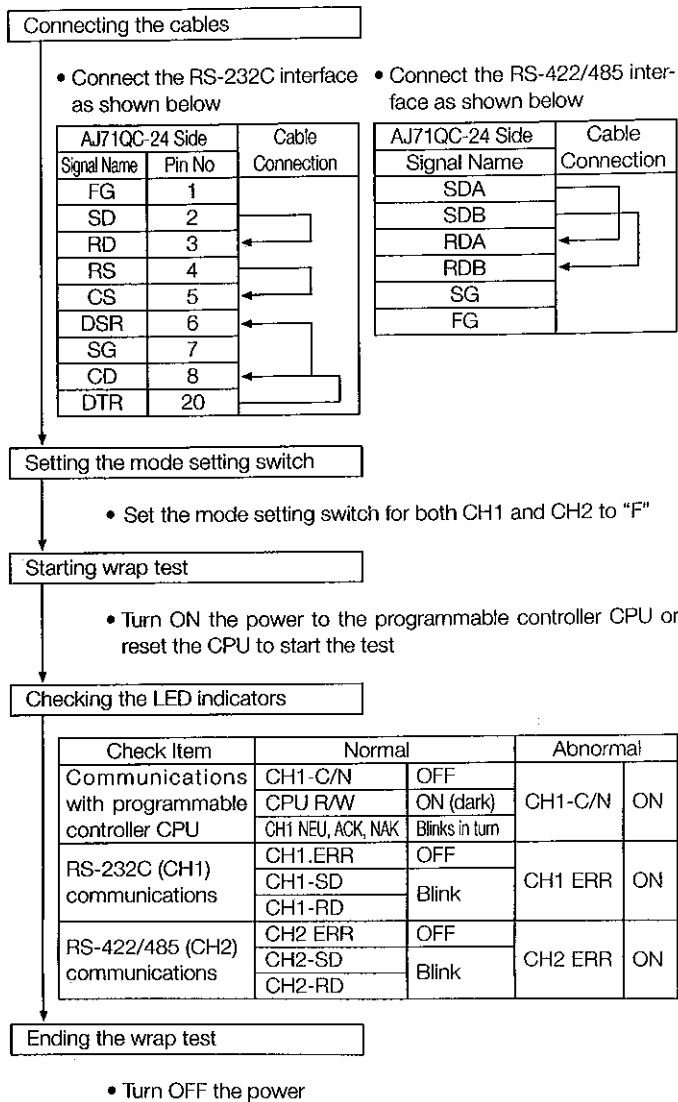 Connecting the cables
• Connect the RS-232C interface
as shown below
AJ71QC-24 Side Cable
Signal Name Pin No Connection
FG 1
SD 2
RD 3
RS 4
CS 5
DSR 6
SG 7
CD 8
DTR 20
• Connect the RS-422/485 inter-
face as shown below
AJ71QC-24 Side Cable
Signal Name Connection
SDA
SDB
RDA
RDB
SG
FG
Setting the mode setting switch
• Set the mode setting switch for both CH1 and CH2 to “F”
Starting wrap test
• Turn ON the power to the programmable controller CPU or
reset the CPU to start the test
Checking the LED indicators
Check Item Normal Abnormal
Communications
with programmable
controller CPU
CH1-C/N OFF
CPU R/W ON (dark)
CH1 NEU, ACK, NAK Blinks in turn
CH1-C/N ON
RS-232C (CH1)
communications
CH1.ERR OFF
CH1-SD
CH1-RD
Blink
CH1 ERR ON
RS-422/485 (CH2)
communications
CH2 ERR OFF
CH2-SD
CH2-RD
Blink
CH2 ERR ON
Ending the wrap test
• Turn OFF the power